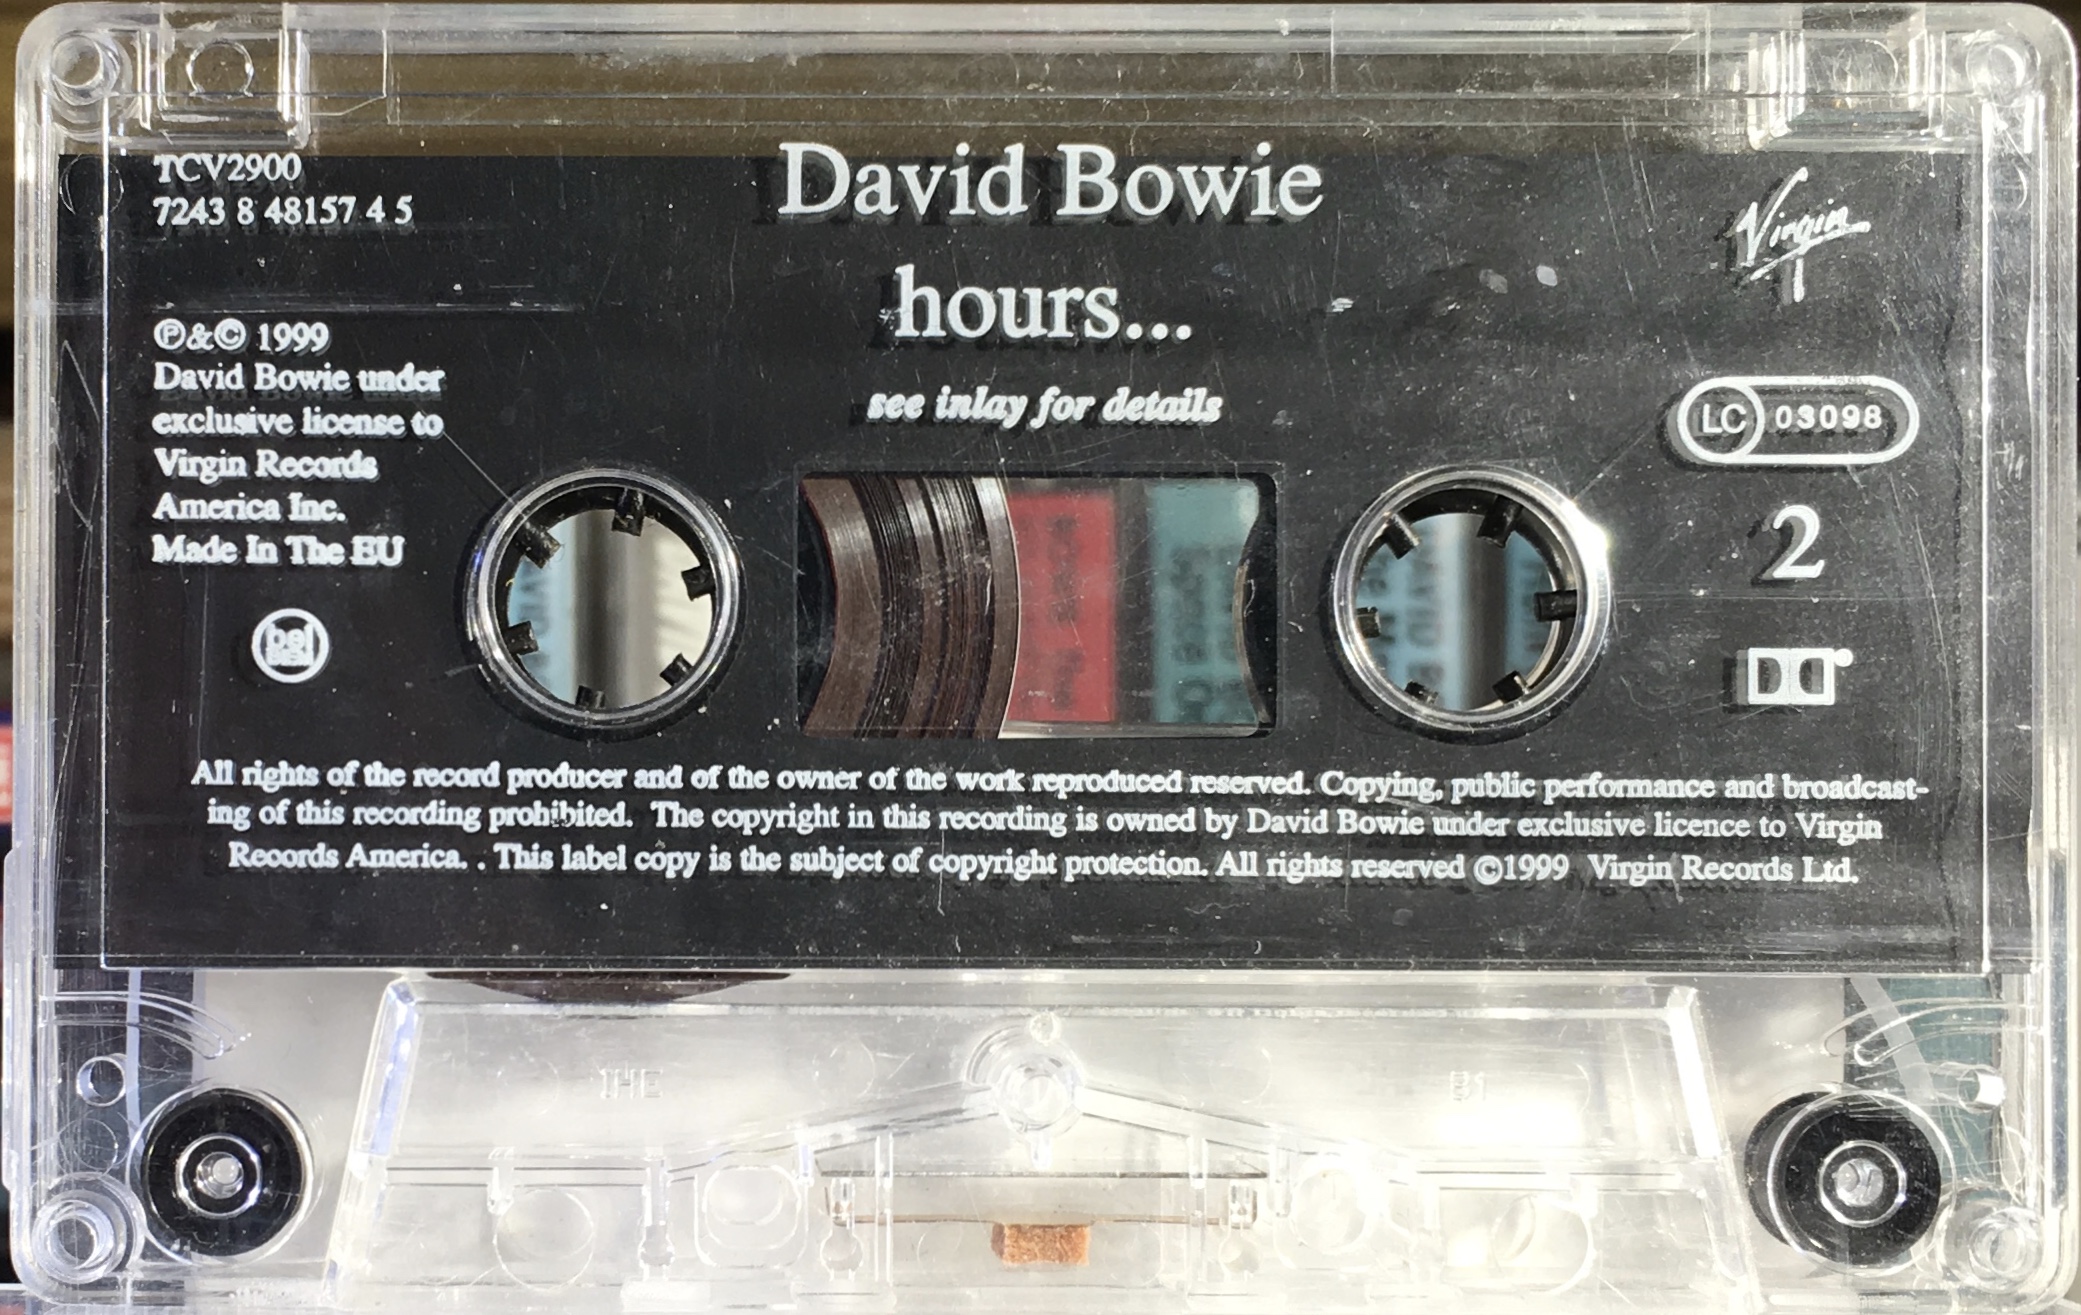 TCV2900
7243 8 48157 4 5
David Bowie
hours...
see inlay for details
Virgin
℗&© 1999
David Bowie under
exclusive license to
Virgin Records
America Inc.
Made In The EU
LC 03098
2
All rights of the record producer and of the owner of the work reproduced reserved. Copying, public performance and broadcast-
ing of this recording prohibited. The copyright in this recording is owned by David Bowie under exclusive licence to Virgin
Records America. . This label copy is the subject of copyright protection. All rights reserved ©1999 Virgin Records Ltd.